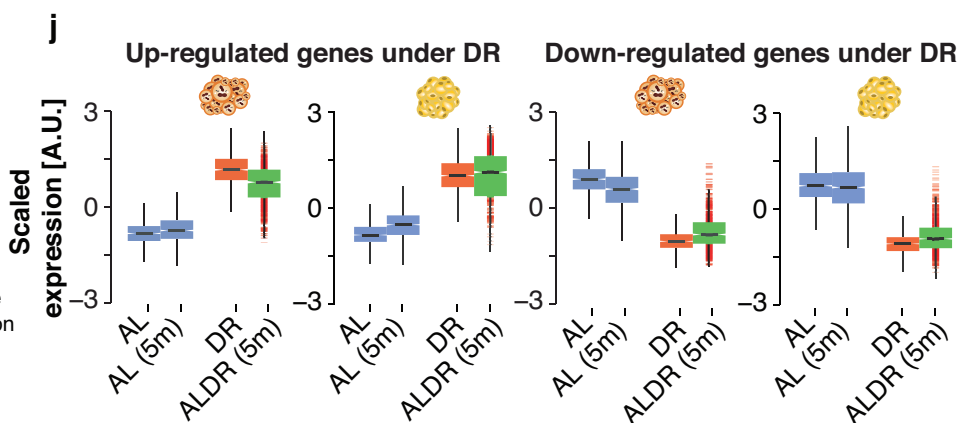 j
Up-regulated genes under DR
Down-regulated genes under DR
Scaled
expression [A.U.]
3
0
−3
AL
AL (5m)
DR
ALDR (5m)
3
0
−3
AL
AL (5m)
DR
ALDR (5m)
3
0
−3
AL
AL (5m)
DR
ALDR (5m)
3
0
−3
AL
AL (5m)
DR
ALDR (5m)
on